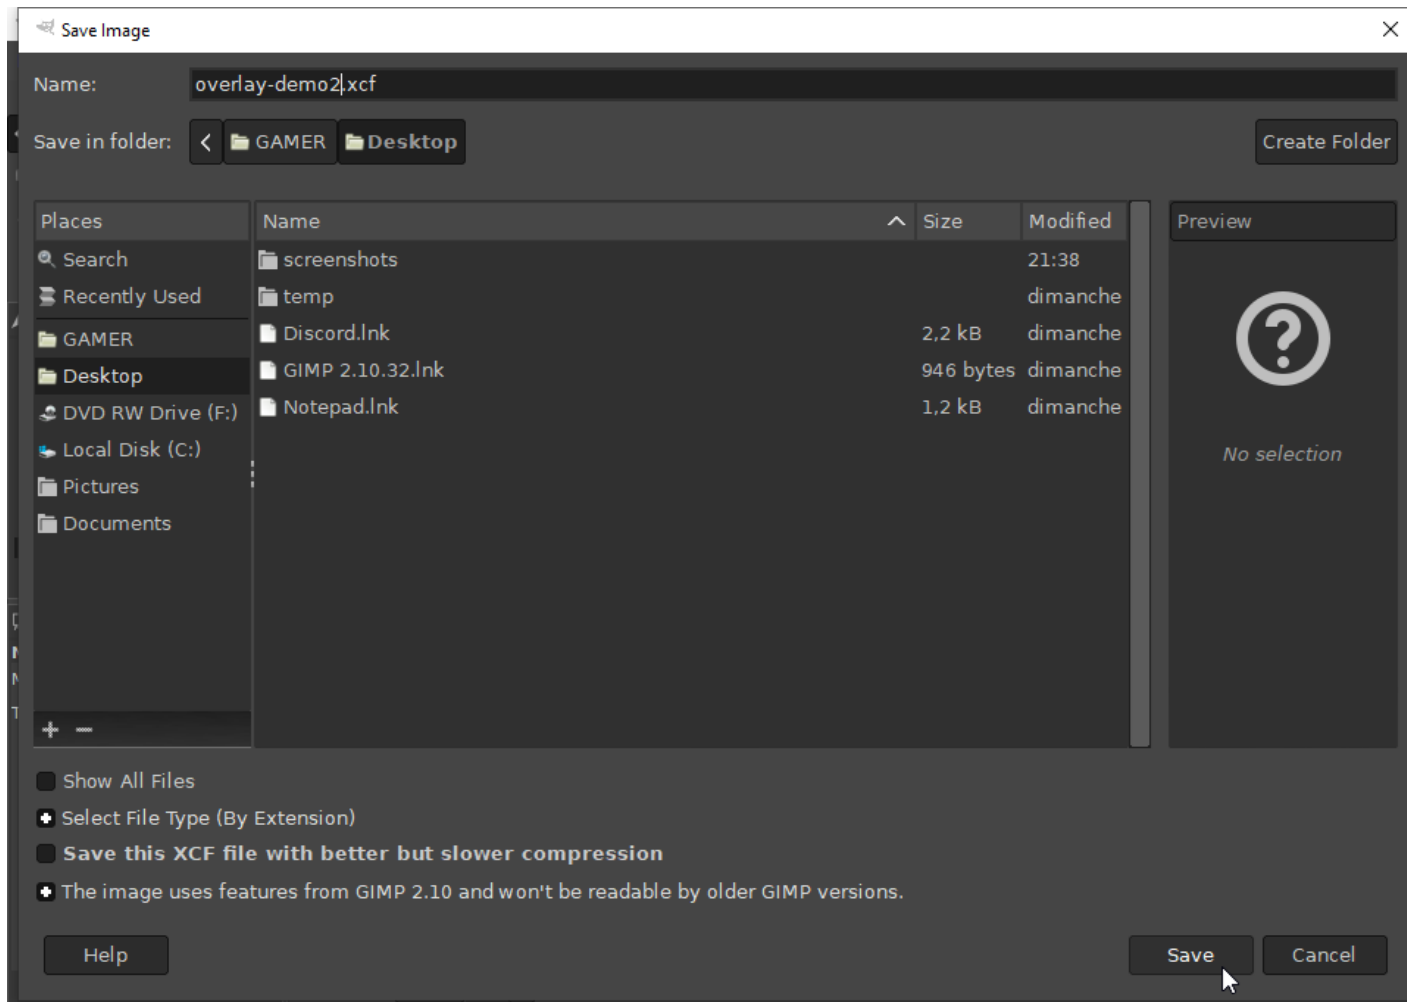 Save Image
Name: overlay-demo2.xcf
Save in folder: GAMER Desktop Create Folder
Places Name Size Modified Preview
Search screenshots 21:38
Recently Used temp dimanche
GAMER Discord.lnk 2,2 kB dimanche
Desktop GIMP 2.10.32.lnk 946 bytes dimanche
DVD RW Drive (F:) Notepad.lnk 1,2 kB dimanche
Local Disk (C:) No selection
Pictures
Documents
Show All Files
Select File Type (By Extension)
Save this XCF file with better but slower compression
The image uses features from GIMP 2.10 and won't be readable by older GIMP versions.
Help Save Cancel